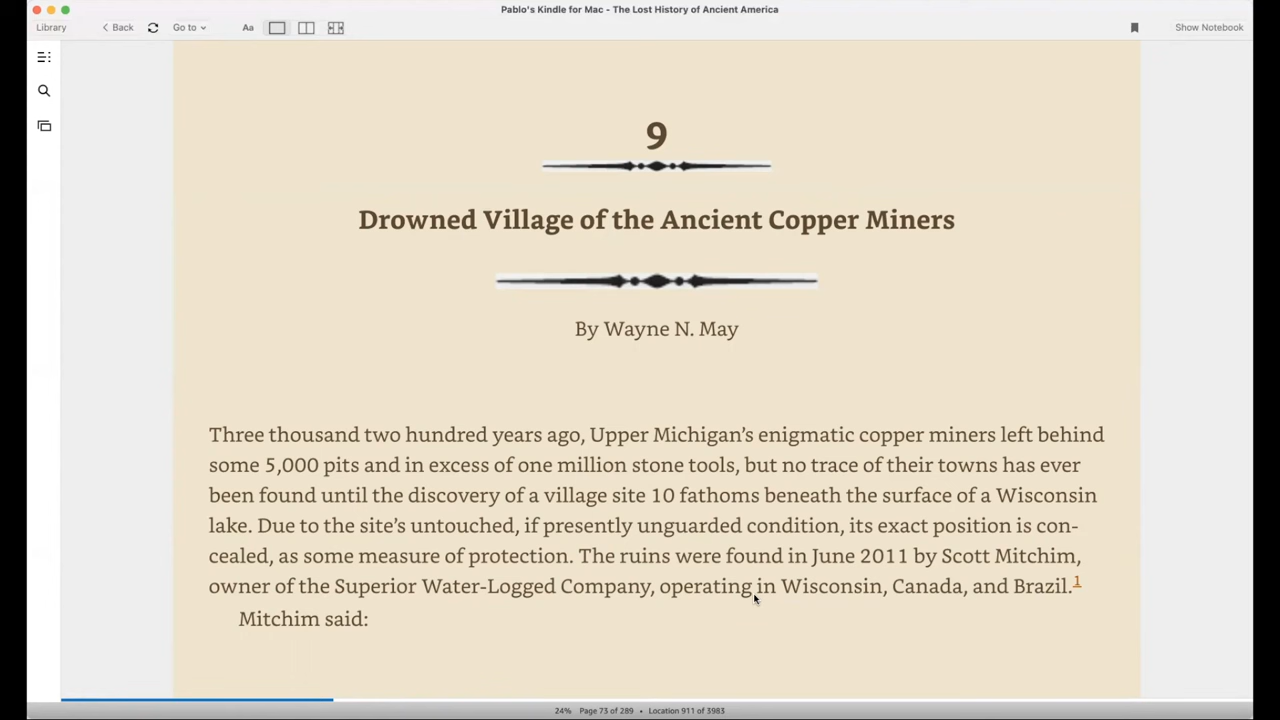 Pablo's Kindle for Mac - The Lost History of Ancient America
Library
Back
Go to
Aa
Show Notebook
9
Drowned Village of the Ancient Copper Miners
By Wayne N. May
Three thousand two hundred years ago, Upper Michigan’s enigmatic copper miners left behind
some 5,000 pits and in excess of one million stone tools, but no trace of their towns has ever
been found until the discovery of a village site 10 fathoms beneath the surface of a Wisconsin
lake. Due to the site’s untouched, if presently unguarded condition, its exact position is con-
cealed, as some measure of protection. The ruins were found in June 2011 by Scott Mitchim,
owner of the Superior Water-Logged Company, operating in Wisconsin, Canada, and Brazil.1
Mitchim said:
24% Page 73 of 289 • Location 911 of 3983